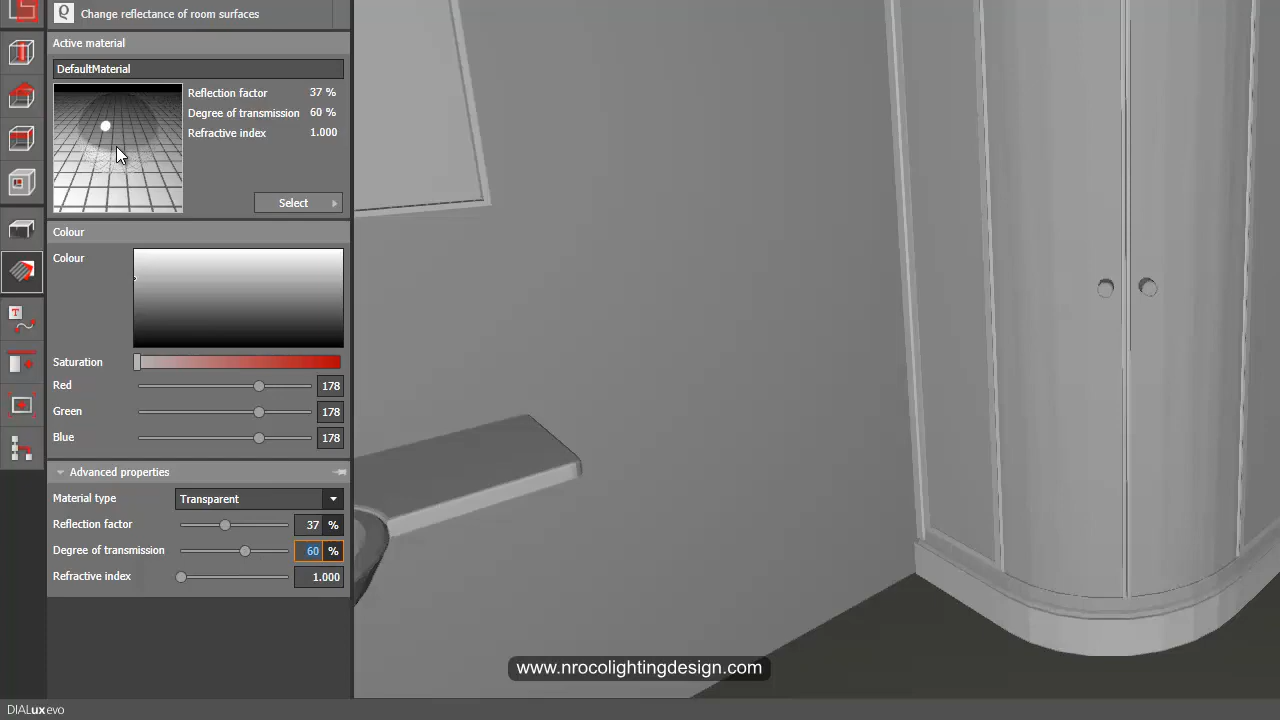 Change reflectance of room surfaces
Active material
DefaultMaterial
Reflection factor 37 %
Degree of transmission 60 %
Refractive index 1.000
Select
Colour
Colour
Saturation
Red 178
Green 178
Blue 178
Advanced properties
Material type Transparent
Reflection factor 37 %
Degree of transmission 60 %
Refractive index 1.000
www.nrocolightingdesign.com
DIALux evo